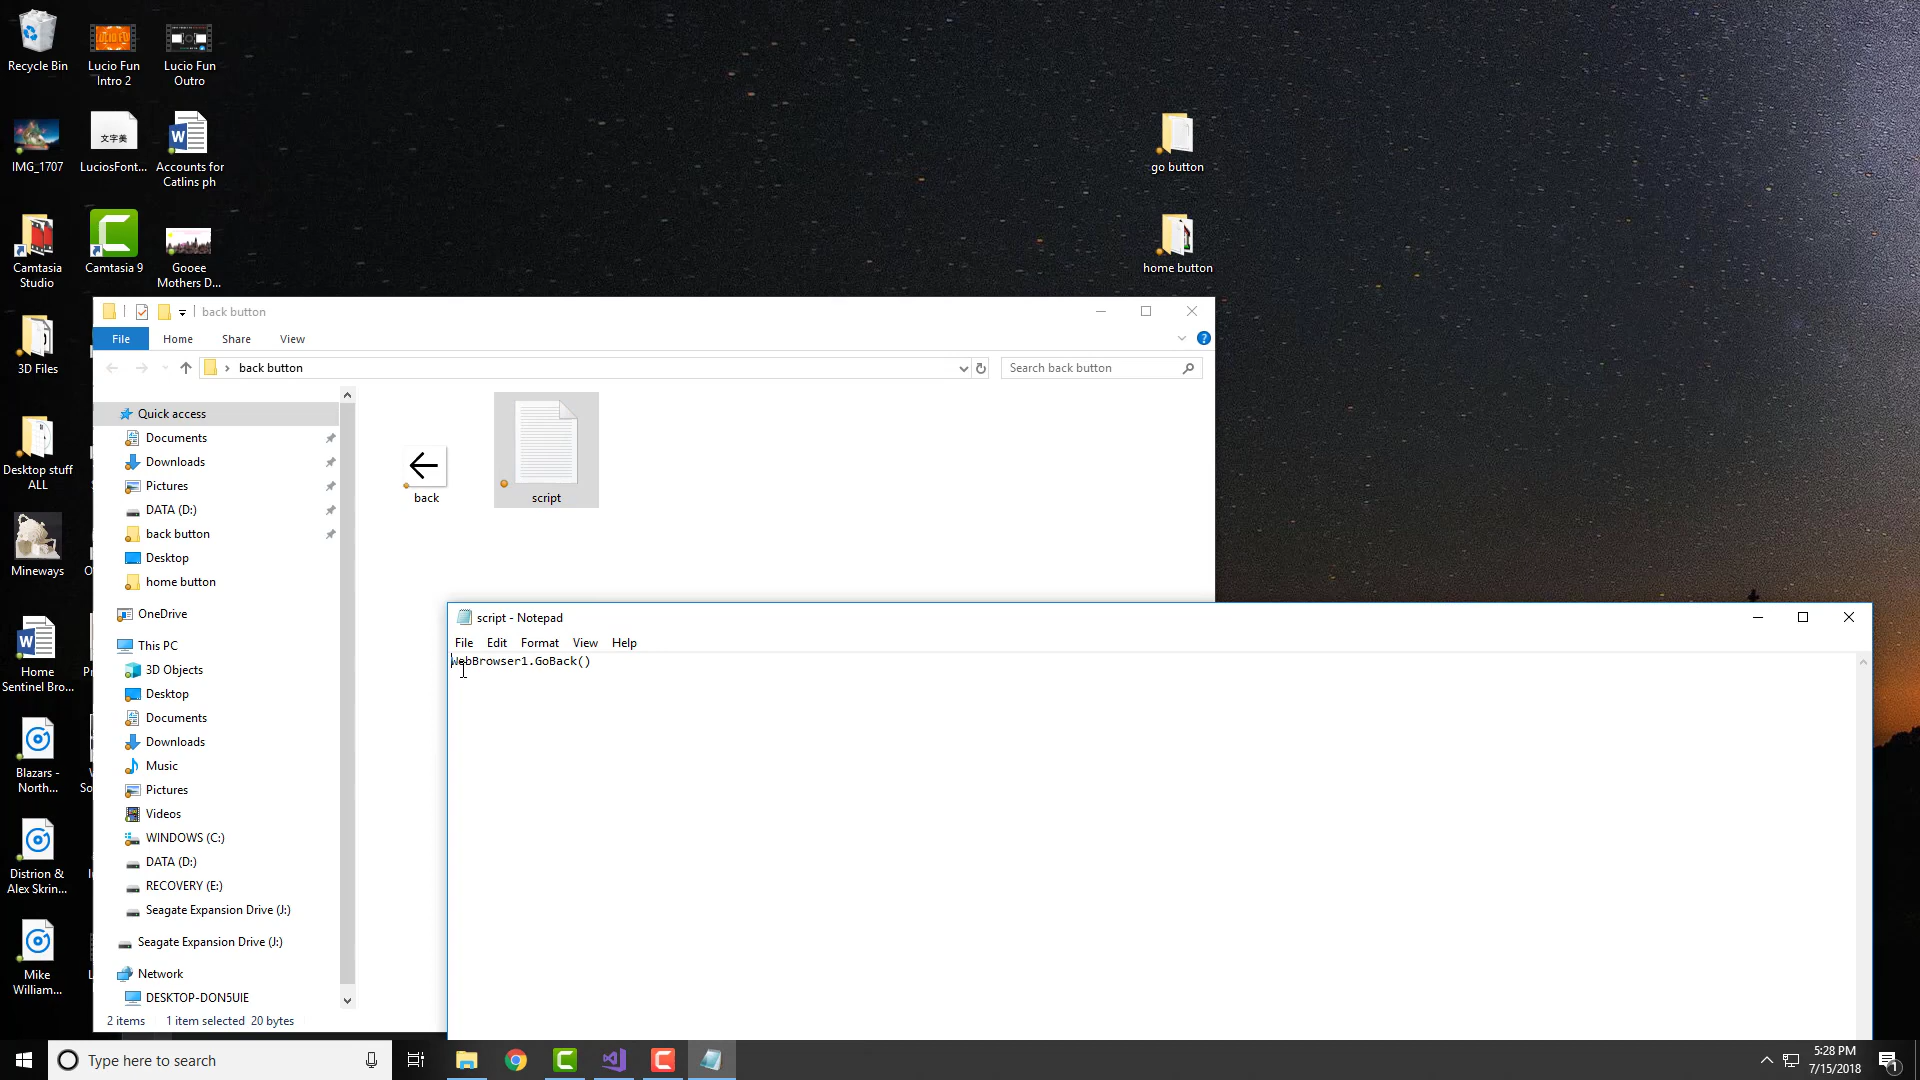 Recycle Bin
Lucio Fun
Intro 2
Lucio Fun
Outro
IMG_1707
文字美
LuciosFont...
Accounts for
Catlins ph
Camtasia
Studio
Camtasia 9
Gooee
Mothers D...
3D Files
Desktop stuff
ALL
Mineways
Home
Sentinel Bro...
Blazars -
North...
Distrion &
Alex Skrin...
Mike
William...
go button
home button
back button
File
Home
Share
View
back button
Search back button
Quick access
Documents
Downloads
Pictures
DATA (D:)
back button
Desktop
home button
OneDrive
This PC
3D Objects
Desktop
Documents
Downloads
Music
Pictures
Videos
WINDOWS (C:)
DATA (D:)
RECOVERY (E:)
Seagate Expansion Drive (J:)
Seagate Expansion Drive (J:)
Network
DESKTOP-DON5UIE
back
script
2 items
1 item selected 20 bytes
script - Notepad
File
Edit
Format
View
Help
WebBrowser1.GoBack()
Type here to search
5:28 PM
7/15/2018
1